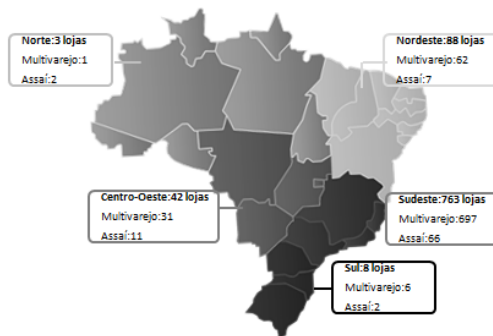 Norte:3 lojas
Multivarejo:1
Assaí:2
Nordeste:88 lojas
Multivarejo:62
Assaí:7
Centro-Oeste:42 lojas
Multivarejo:31
Assaí:11
Sudeste:763 lojas
Multivarejo:697
Assaí:66
Sul:8 lojas
Multivarejo:6
Assaí:2